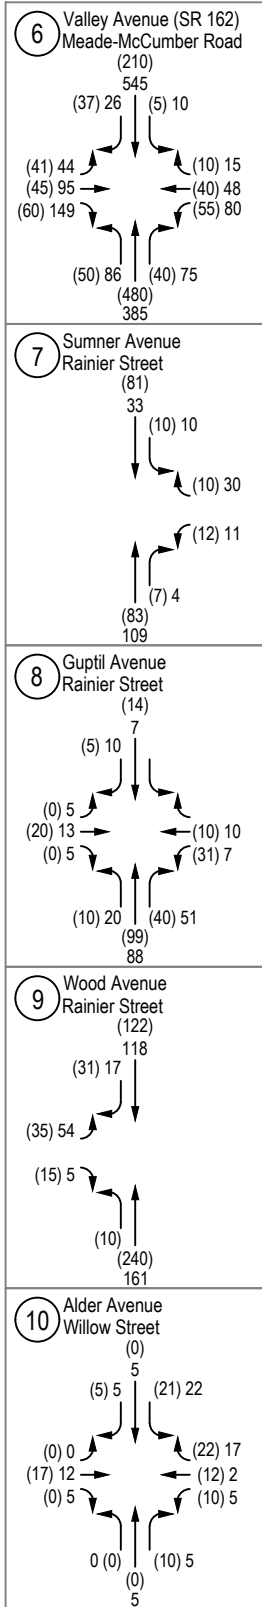 6 Valley Avenue (SR 162)
Meade-McCumber Road
(210)
545
(37) 26 (5) 10
(41) 44 (10) 15
(45) 95 (40) 48
(60) 149 (55) 80
(50) 86 (40) 75
(480)
385
7 Sumner Avenue
Rainier Street
(81)
33
(10) 10
(10) 30
(12) 11
(7) 4
(83)
109
8 Guptil Avenue
Rainier Street
(14)
7
(5) 10
(0) 5
(20) 13 (10) 10
(0) 5 (31) 7
(10) 20 (40) 51
(99)
88
9 Wood Avenue
Rainier Street
(122)
118
(31) 17
(35) 54
(15) 5
(10)
(240)
161
10 Alder Avenue
Willow Street
(0)
5
(5) 5 (21) 22
(0) 0 (22) 17
(17) 12 (12) 2
(0) 5 (10) 5
0 (0) (10) 5
(0)
5